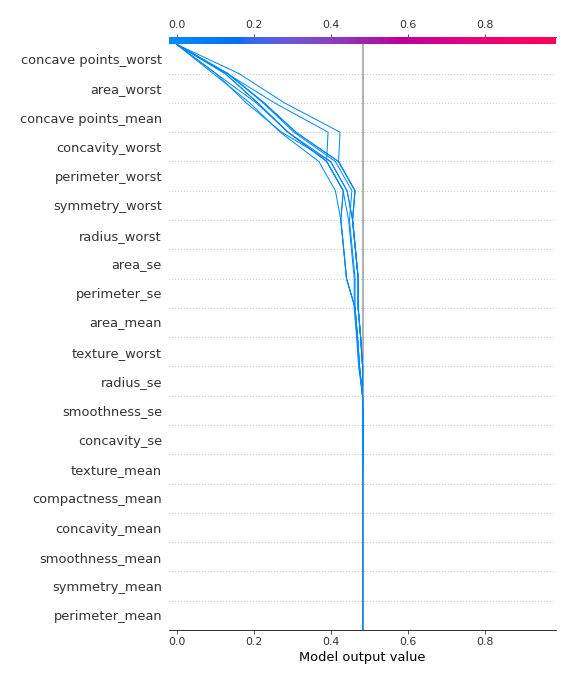 0.0 0.2 0.4 0.6 0.8
concave points_worst
area_worst
concave points_mean
concavity_worst
perimeter_worst
symmetry_worst
radius_worst
area_se
perimeter_se
area_mean
texture_worst
radius_se
smoothness_se
concavity_se
texture_mean
compactness_mean
concavity_mean
smoothness_mean
symmetry_mean
perimeter_mean
0.0 0.2 0.4 0.6 0.8
Model output value